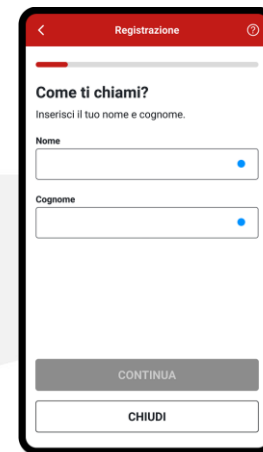 Registrazione
Come ti chiami?
Inserisci il tuo nome e cognome.
Nome
Cognome
CONTINUA
CHIUDI